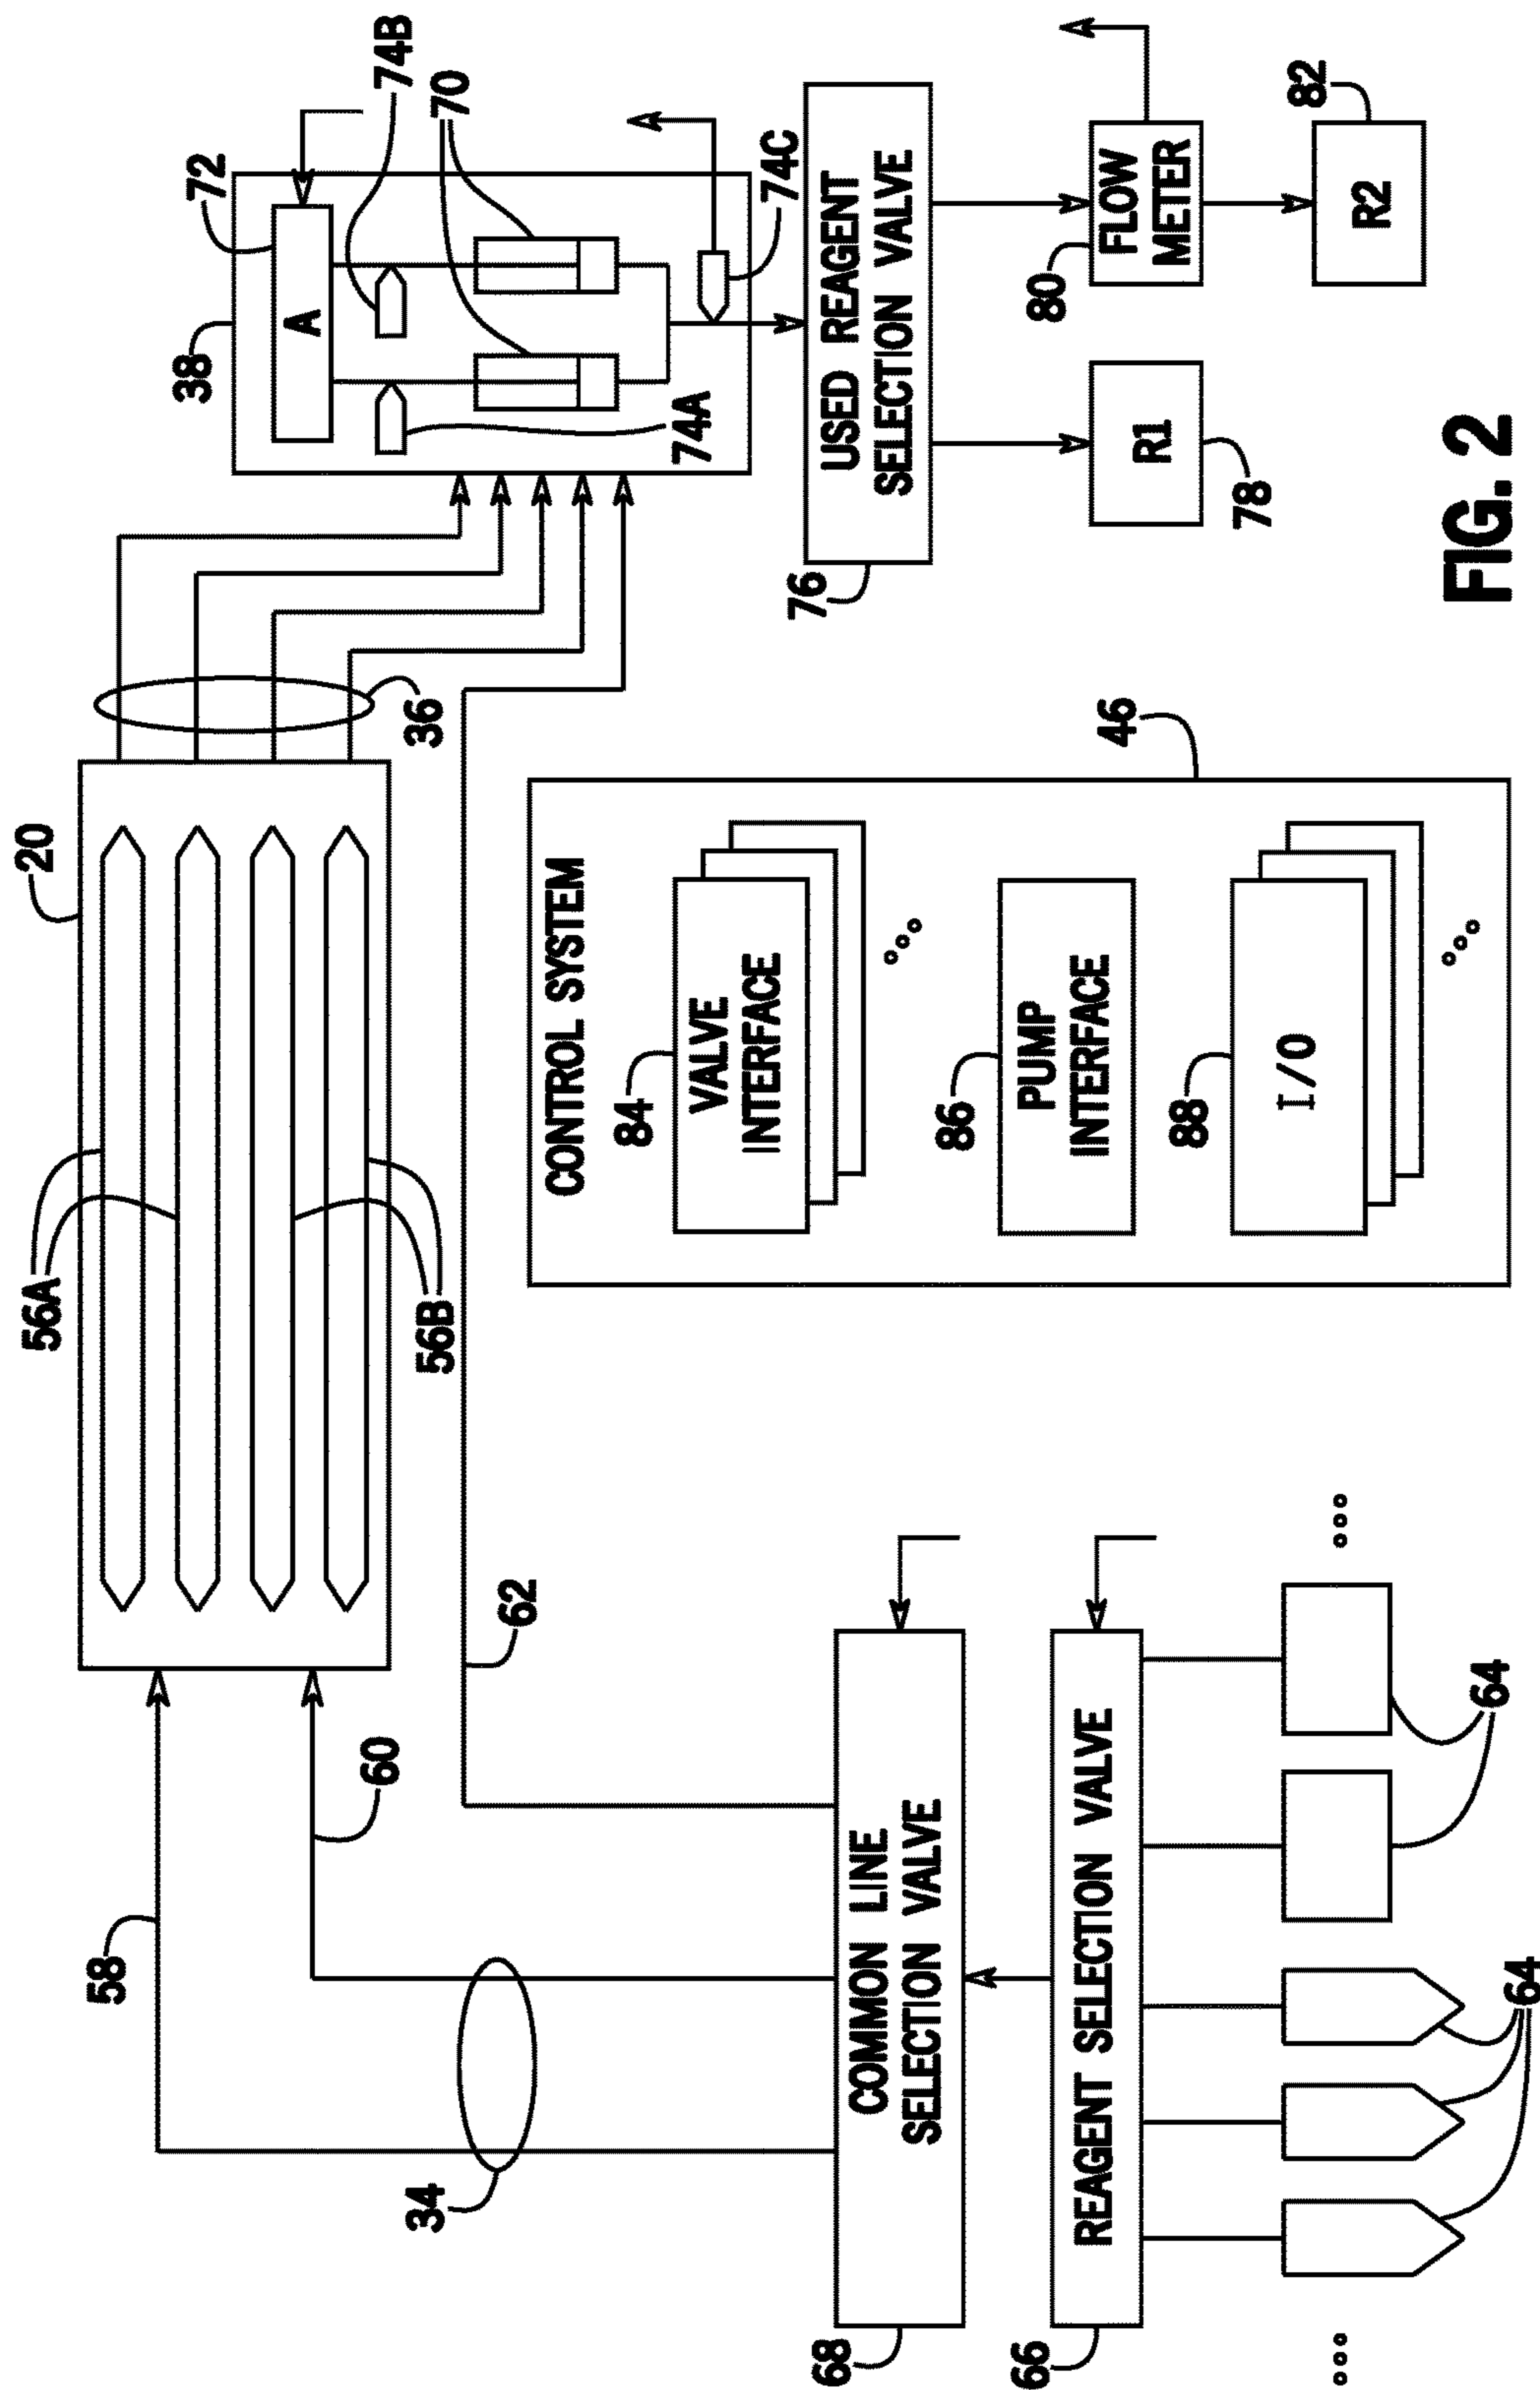 34
58
60
56A
20
36
38
72
74B
70
A
56B
62
74A
74C
CONTROL SYSTEM
68
COMMON LINE
SELECTION VALVE
84
VALVE
INTERFACE
46
76
USED REAGENT
SELECTION VALVE
66
REAGENT SELECTION VALVE
86
PUMP
INTERFACE
78
R1
80
FLOW
METER
64
64
88
I/O
R2
82
FIG. 2